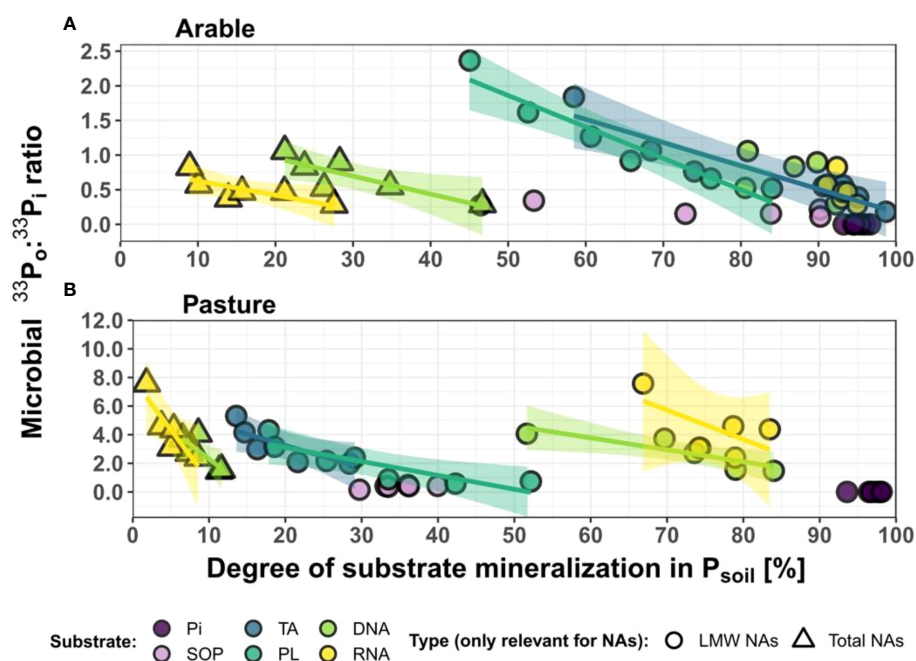 A
Arable
2.5
2.0
1.5
1.0
0.5
0.0
0 10 20 30 40 50 60 70 80 90 100
Microbial ³³Pₒ:³³Pᵢ ratio
B
Pasture
12.0
10.0
8.0
6.0
4.0
2.0
0.0
0 10 20 30 40 50 60 70 80 90 100
Degree of substrate mineralization in Psoil [%]
Substrate: Pi TA DNA Type (only relevant for NAs): LMW NAs Total NAs
SOP PL RNA